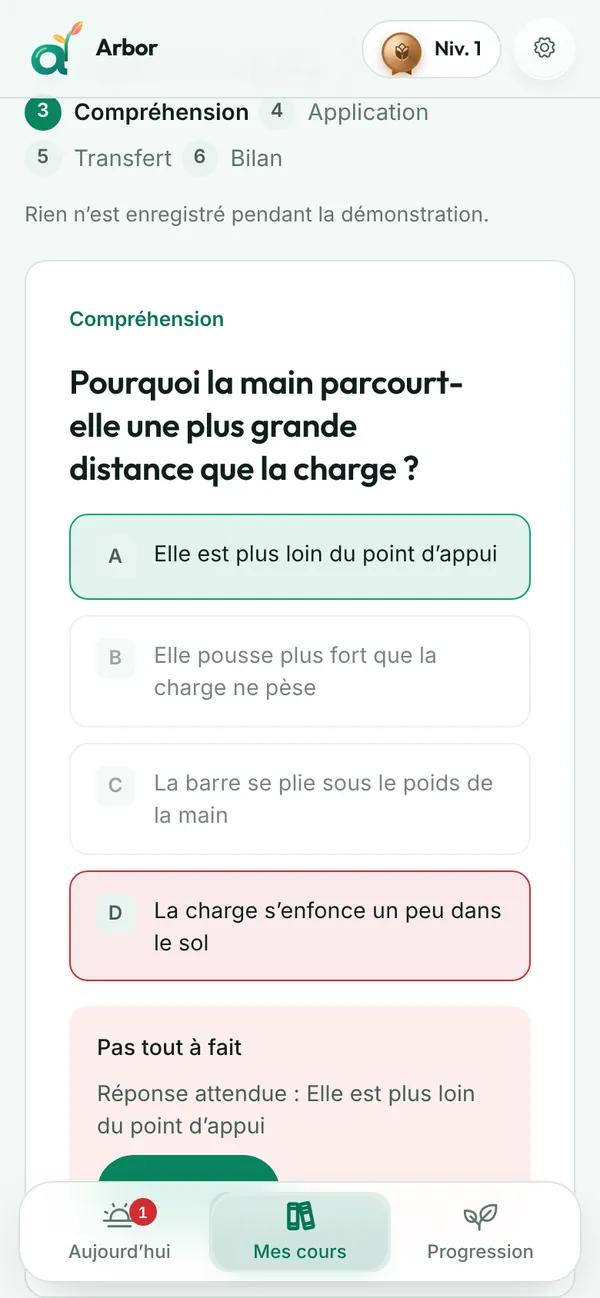 Arbor
Niv. 1
3 Compréhension 4 Application
5 Transfert 6 Bilan
Rien n’est enregistré pendant la démonstration.
Compréhension
Pourquoi la main parcourt-
elle une plus grande
distance que la charge ?
A Elle est plus loin du point d’appui
B Elle pousse plus fort que la
charge ne pèse
C La barre se plie sous le poids de
la main
D La charge s’enfonce un peu dans
le sol
Pas tout à fait
Réponse attendue : Elle est plus loin
du point d’appui
1
Aujourd’hui Mes cours Progression